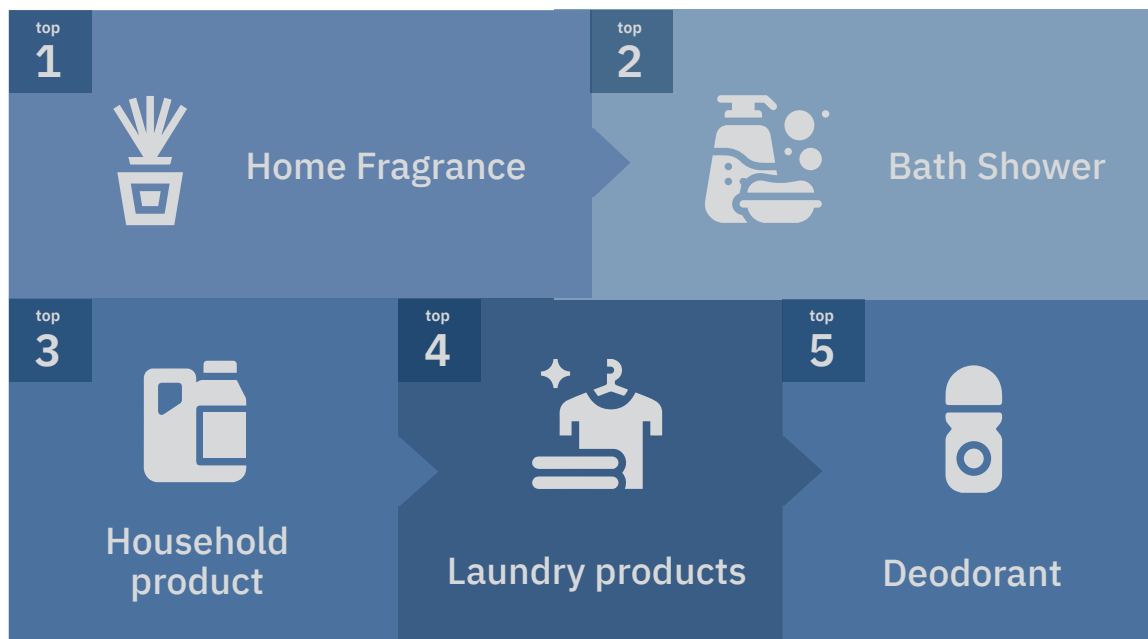 top
1
Home Fragrance
top
2
Bath Shower
top
3
Household
product
top
4
Laundry products
top
5
Deodorant